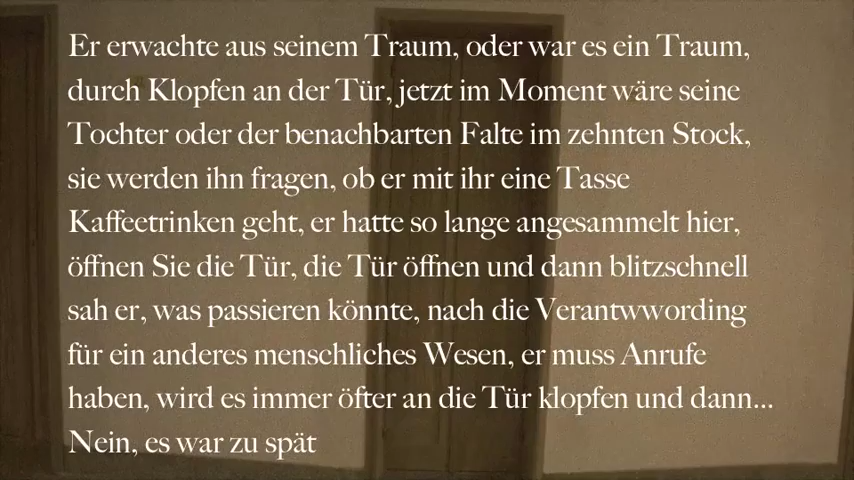 Er erwachte aus seinem Traum, oder war es ein Traum,
durch Klopfen an der Tür, jetzt im Moment wäre seine
Tochter oder der benachbarten Falte im zehnten Stock,
sie werden ihn fragen, ob er mit ihr eine Tasse
Kaffeetrinken geht, er hatte so lange angesammelt hier,
öffnen Sie die Tür, die Tür öffnen und dann blitzschnell
sah er, was passieren könnte, nach die Verantwwording
für ein anderes menschliches Wesen, er muss Anrufe
haben, wird es immer öfter an die Tür klopfen und dann...
Nein, es war zu spät